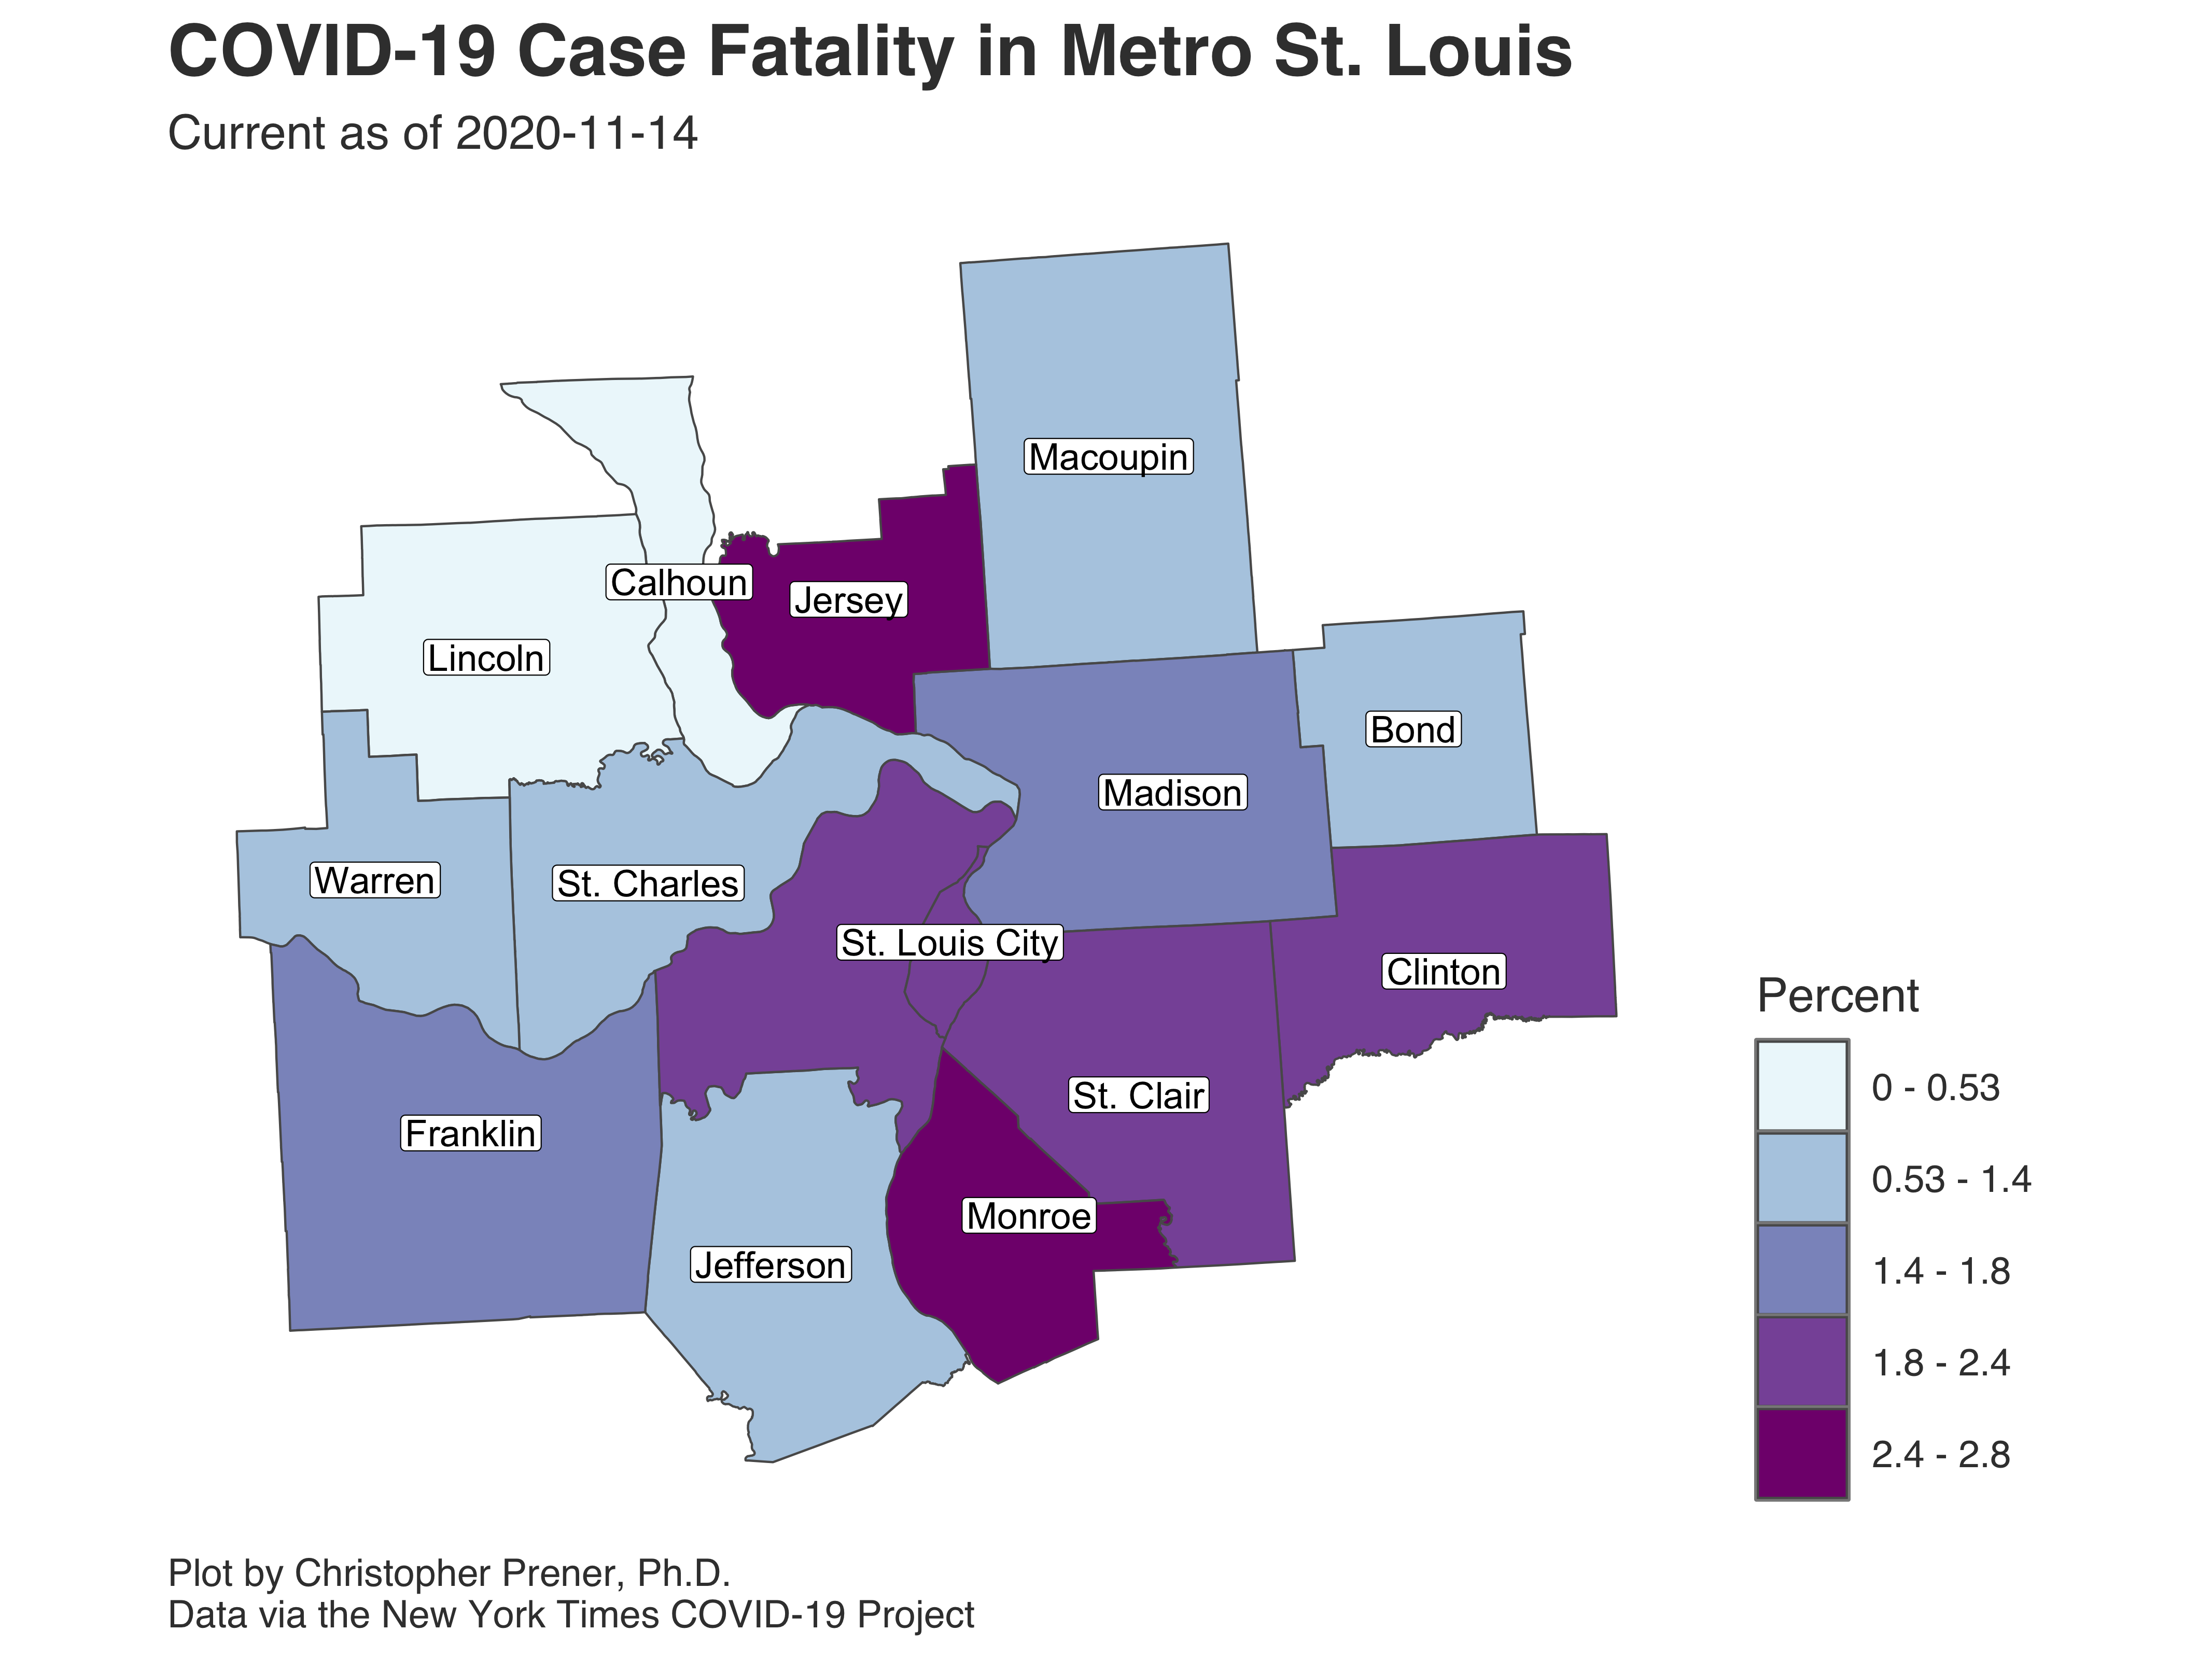 COVID-19 Case Fatality in Metro St. Louis
Current as of 2020-11-14
Macoupin
Calhoun
Jersey
Lincoln
Bond
Madison
Warren
St. Charles
St. Louis City
Clinton
St. Clair
Franklin
Monroe
Jefferson
Percent
0 - 0.53
0.53 - 1.4
1.4 - 1.8
1.8 - 2.4
2.4 - 2.8
Plot by Christopher Prener, Ph.D.
Data via the New York Times COVID-19 Project